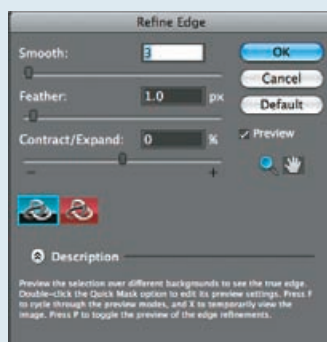 Refine Edge
Smooth: 3
OK
Cancel
Feather: 1.0 px
Default
Contract/Expand: 0 %
Preview
- +
Description
Preview the selection over different backgrounds to see the true edge.
Double-click the Quick Mask option to edit its preview settings. Press F
to cycle through the preview modes, and X to temporarily view the
image. Press P to toggle the preview of the edge refinements.